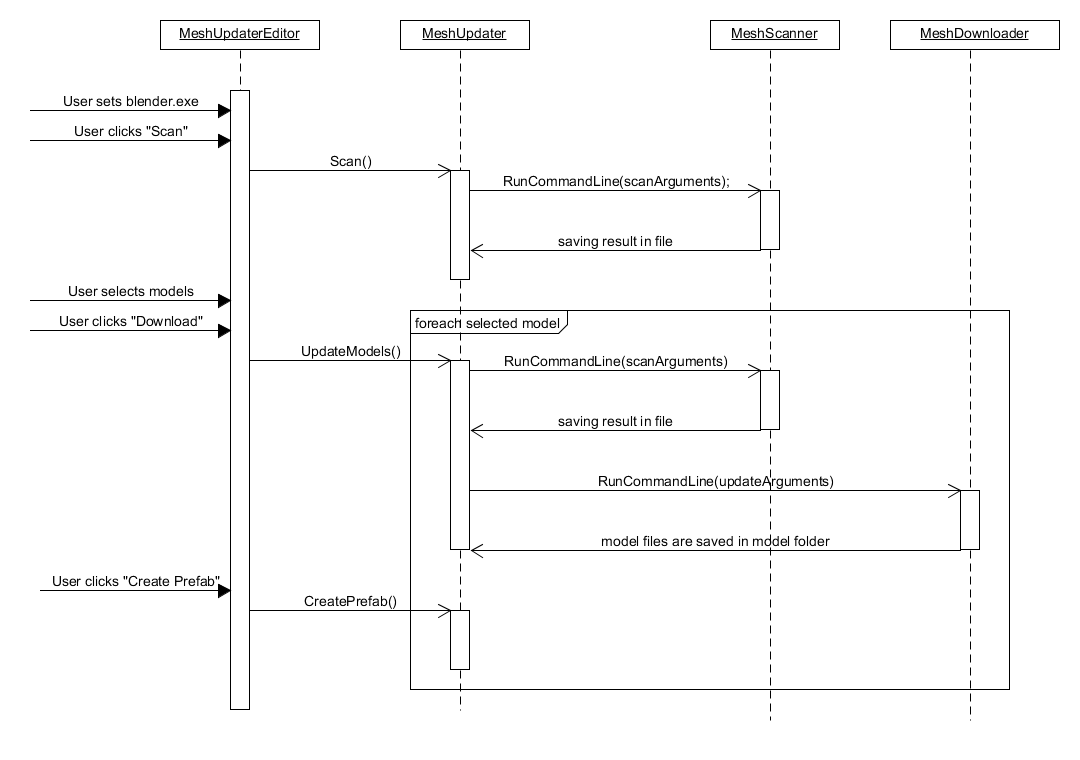 MeshUpdaterEditor
MeshUpdater
MeshScanner
MeshDownloader
User sets blender.exe
User clicks "Scan"
Scan()
RunCommandLine(scanArguments);
saving result in file
User selects models
User clicks "Download"
foreach selected model
UpdateModels()
RunCommandLine(scanArguments)
saving result in file
RunCommandLine(updateArguments)
model files are saved in model folder
User clicks "Create Prefab"
CreatePrefab()